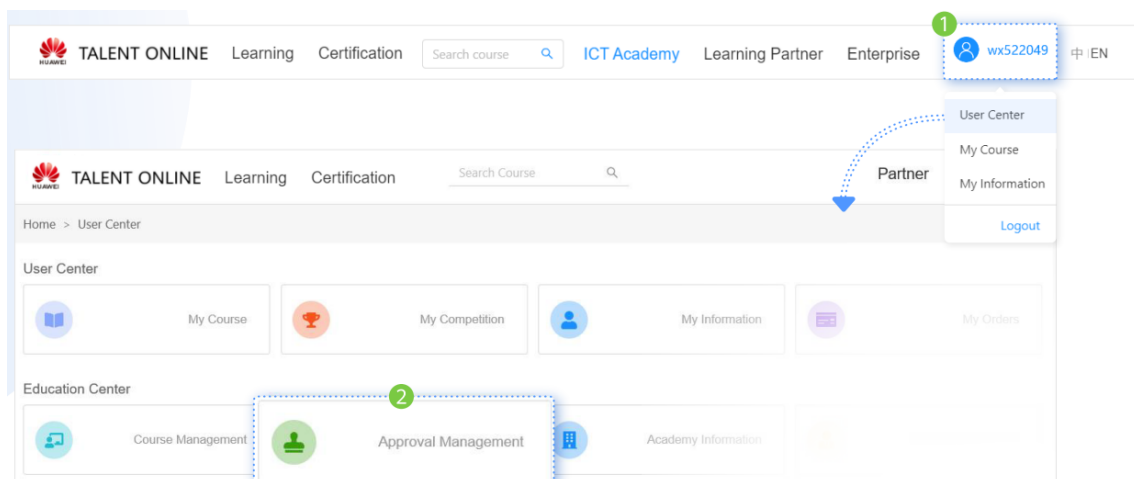 1
HUAWEI TALENT ONLINE Learning Certification Search course ICT Academy Learning Partner Enterprise wx522049 中 | EN
User Center
My Course
My Information
Logout
HUAWEI TALENT ONLINE Learning Certification Search Course Partner
Home > User Center
User Center
My Course My Competition My Information My Orders
Education Center
2
Course Management Approval Management Academy Information